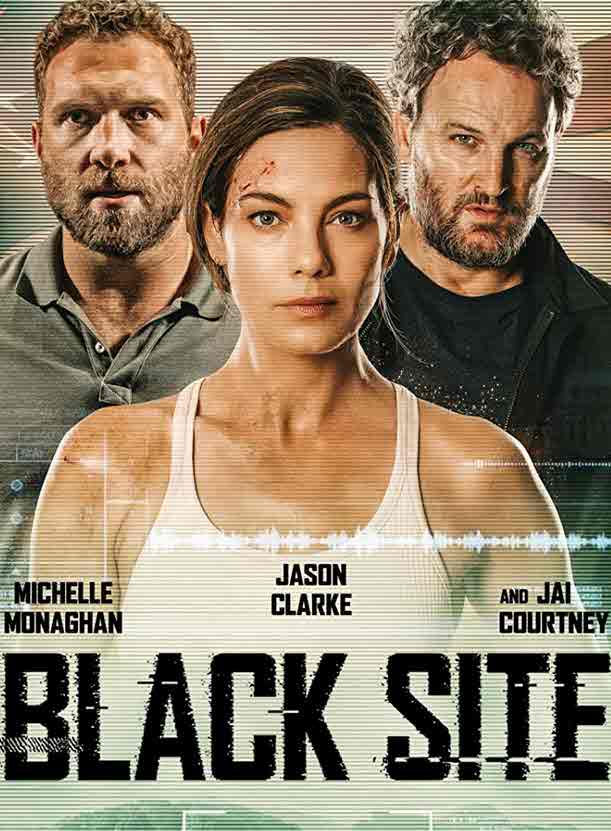 MICHELLE
MONAGHAN
JASON
CLARKE
AND JAI
COURTNEY
BLACK SITE